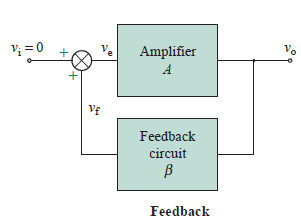 vi = 0
+
ve
Amplifier
A
vo
+
vf
Feedback
circuit
β
Feedback